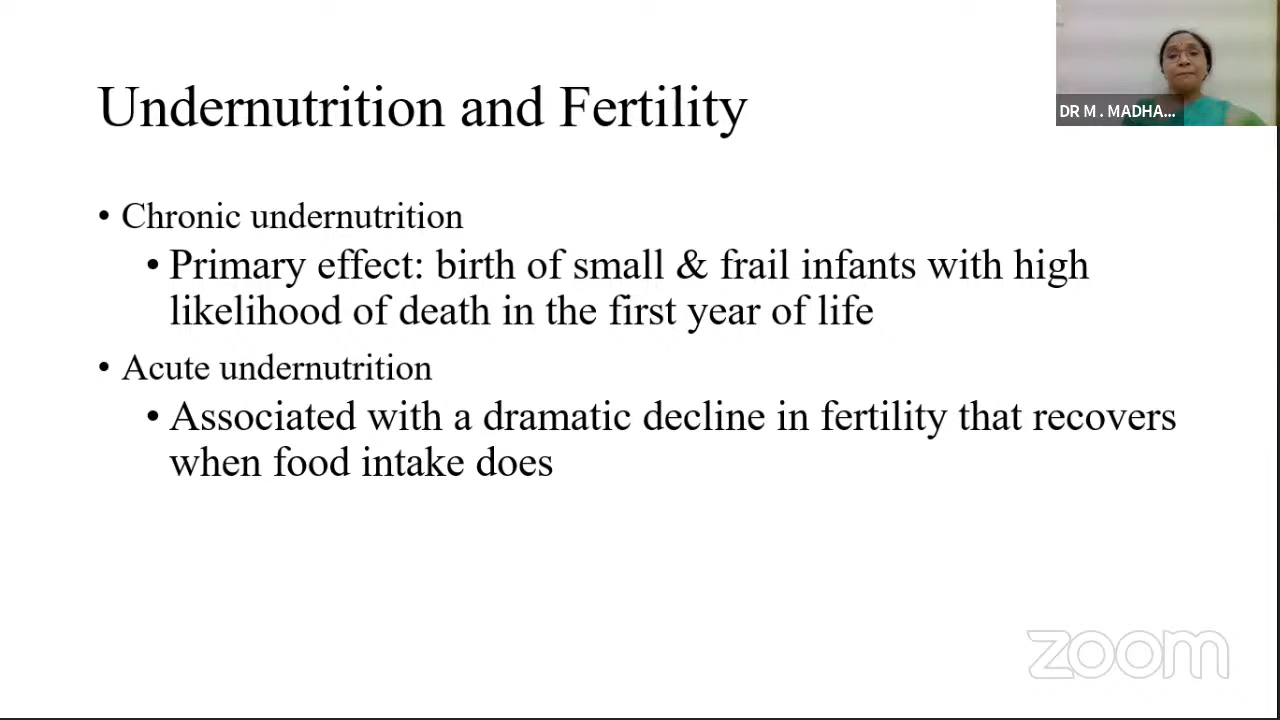 Undernutrition and Fertility
DR M . MADHA...
• Chronic undernutrition
• Primary effect: birth of small & frail infants with high
likelihood of death in the first year of life
• Acute undernutrition
• Associated with a dramatic decline in fertility that recovers
when food intake does
zoom